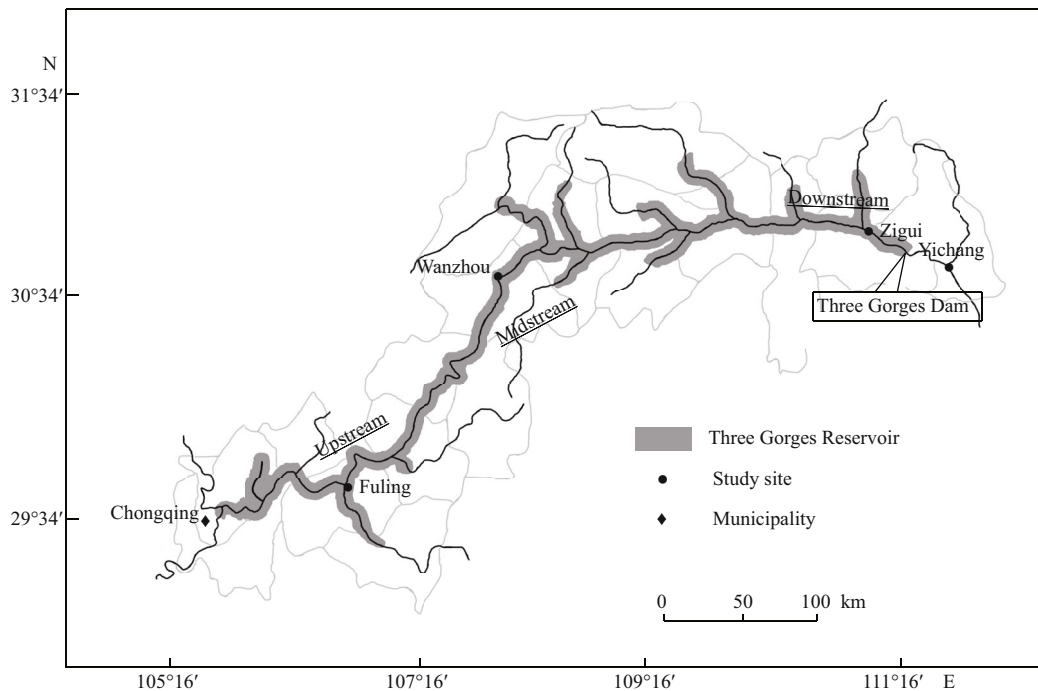 N
31°34′
Downstream
Zigui
Yichang
Wanzhou
30°34′
Three Gorges Dam
Midstream
Upstream
Three Gorges Reservoir
Fuling
Study site
Chongqing
29°34′
Municipality
0 50 100 km
105°16′ 107°16′ 109°16′ 111°16′ E